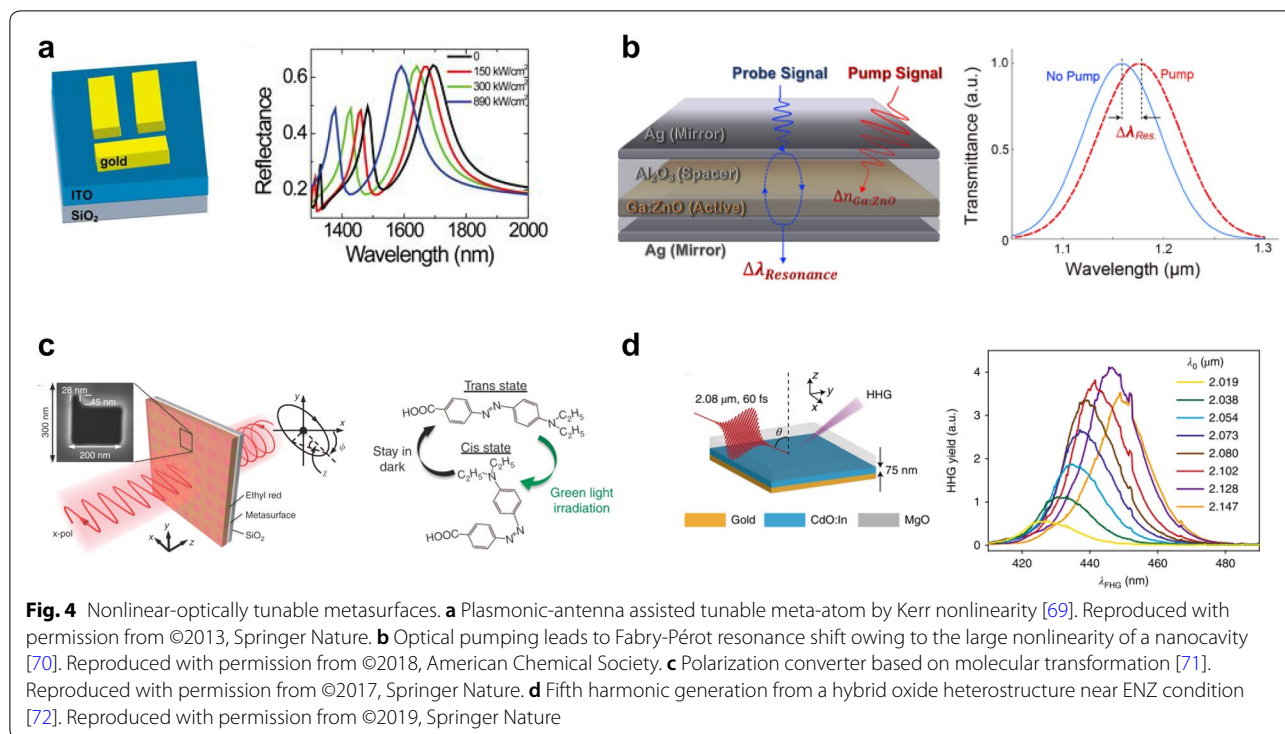 a
gold
ITO
SiO₂
Reflectance
0.6
0.4
0.2
0
150 kW/cm²
300 kW/cm²
890 kW/cm²
1400 1600 1800 2000
Wavelength (nm)
b
Probe Signal
Pump Signal
Ag (Mirror)
Al₂O₃ (Spacer)
Δn_Ga:ZnO
Ga:ZnO (Active)
Ag (Mirror)
Δλ_Resonance
Transmittance (a.u.)
1.0
0.5
0
No Pump
Pump
Δλ_Res.
1.1 1.2 1.3
Wavelength (µm)
c
300 nm
28 nm
45 nm
200 nm
x-pol
y
x
z
y
x
ϕ
χ
Ethyl red
Metasurface
SiO₂
Trans state
HOOC
N=N
N
C₂H₅
C₂H₅
Stay in
dark
Cis state
C₂H₅
C₂H₅
N
Green light
irradiation
HOOC
N=N
d
2.08 µm, 60 fs
z
y
x
HHG
θ
75 nm
Gold
CdO:In
MgO
HHG yield (a.u.)
4
3
2
1
0
λ₀ (µm)
2.019
2.038
2.054
2.073
2.080
2.102
2.128
2.147
420 440 460 480
λ_FHG (nm)
Fig. 4 Nonlinear-optically tunable metasurfaces. a Plasmonic-antenna assisted tunable meta-atom by Kerr nonlinearity [69]. Reproduced with
permission from ©2013, Springer Nature. b Optical pumping leads to Fabry-Pérot resonance shift owing to the large nonlinearity of a nanocavity
[70]. Reproduced with permission from ©2018, American Chemical Society. c Polarization converter based on molecular transformation [71].
Reproduced with permission from ©2017, Springer Nature. d Fifth harmonic generation from a hybrid oxide heterostructure near ENZ condition
[72]. Reproduced with permission from ©2019, Springer Nature